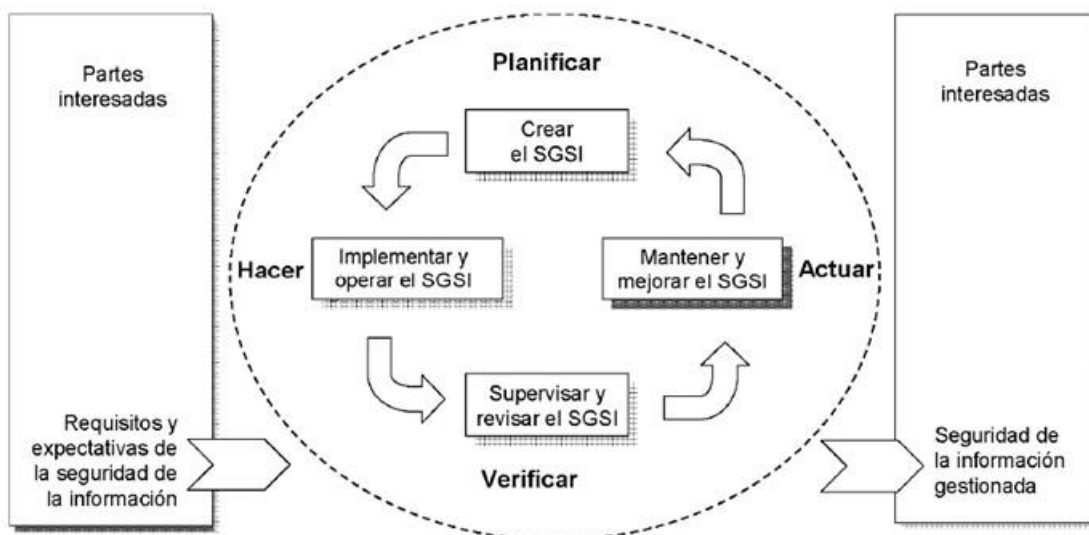 Partes
interesadas
Requisitos y
expectativas de
la seguridad de
la información
Planificar
Crear
el SGSI
Hacer
Implementar y
operar el SGSI
Mantener y
mejorar el SGSI
Actuar
Supervisar y
revisar el SGSI
Verificar
Partes
interesadas
Seguridad de
la información
gestionada